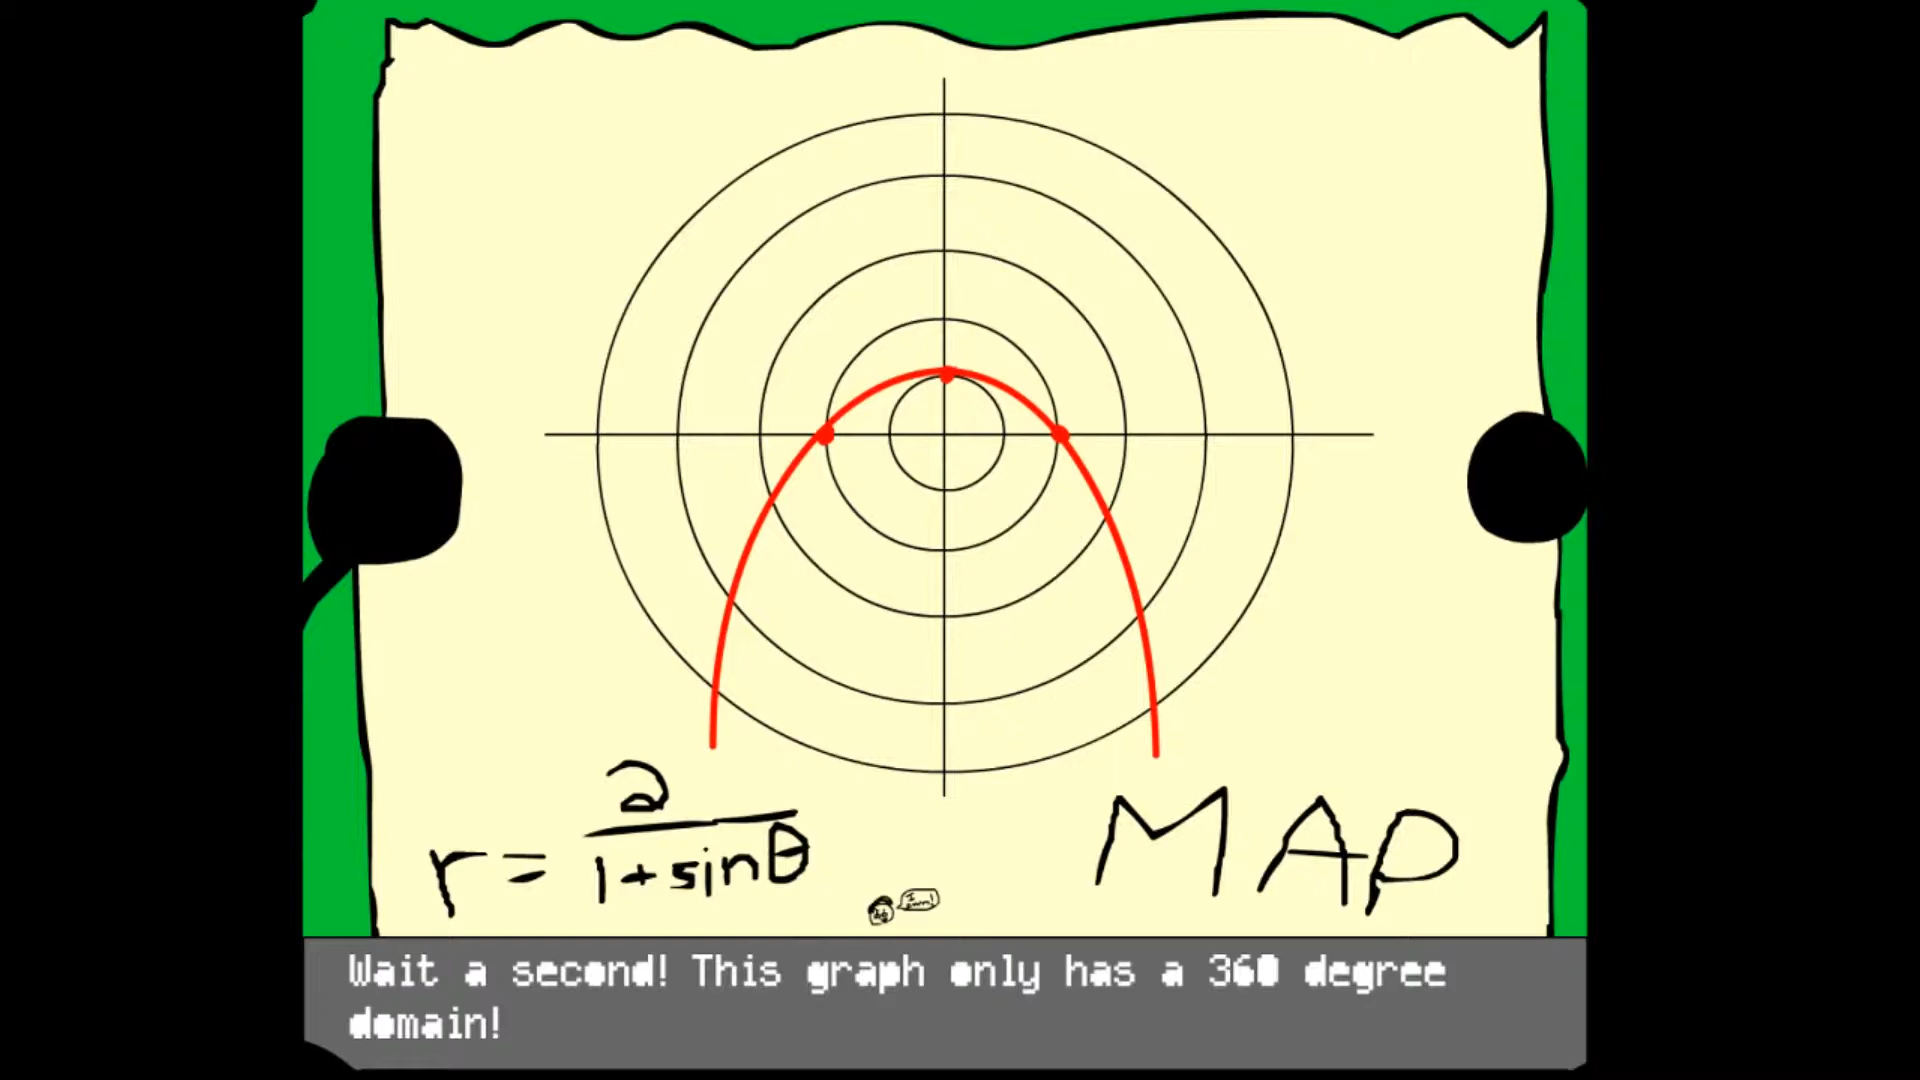 r = 2
1+sinθ
MAP
Wait a second! This graph only has a 360 degree
domain!